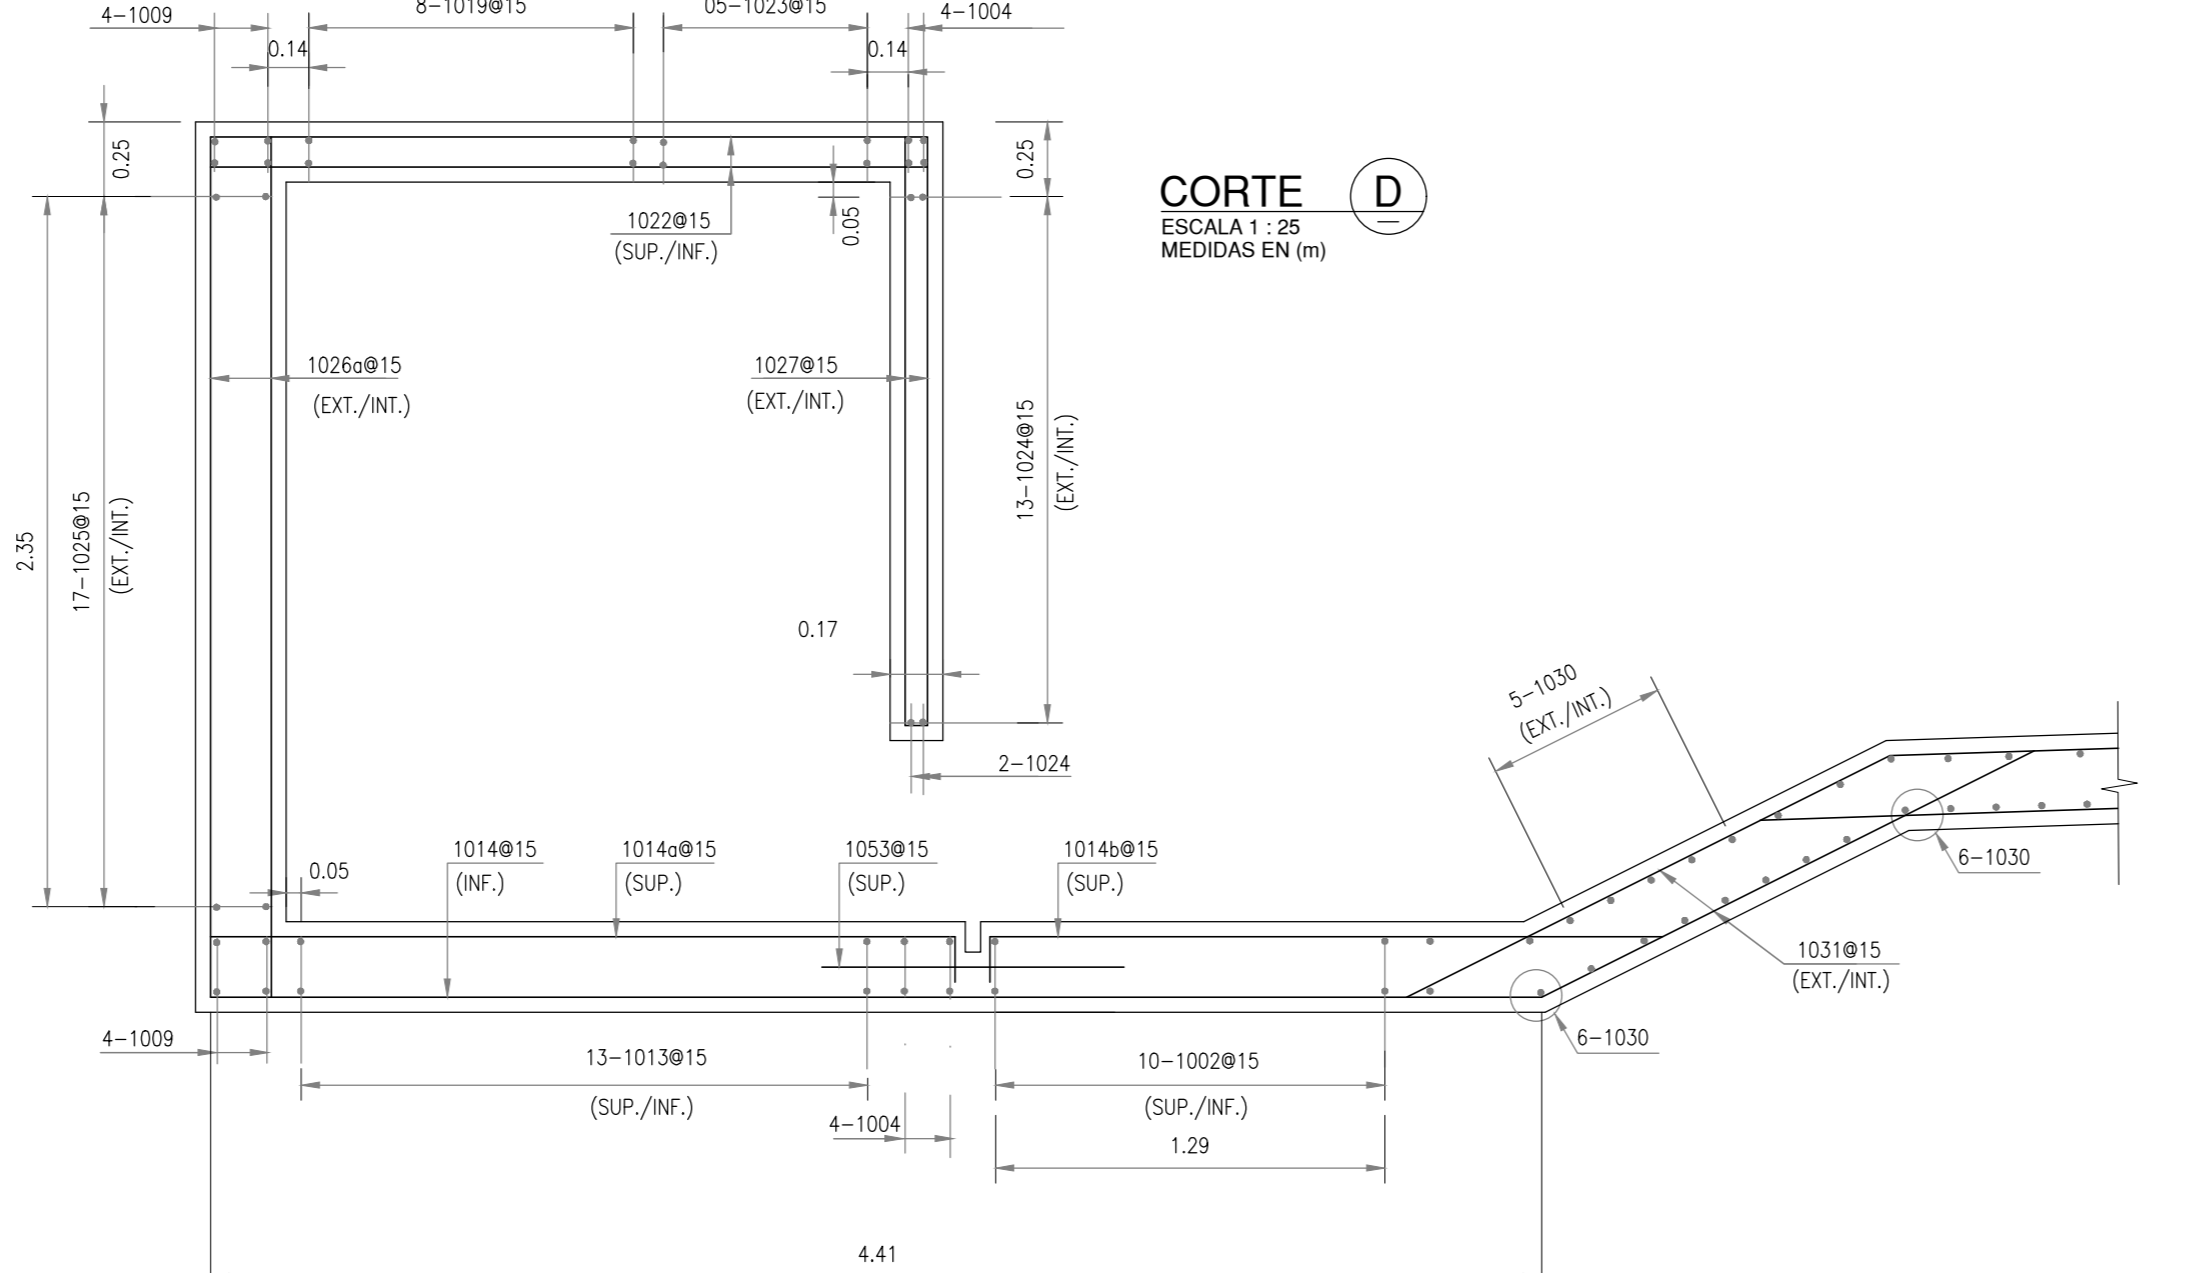 8-1019@15
05-1023@15
4-1009
4-1004
0.14
0.14
0.25
0.25
CORTE D
ESCALA 1 : 25
MEDIDAS EN (m)
1022@15
(SUP./INF.)
0.05
1026a@15
(EXT./INT.)
1027@15
(EXT./INT.)
13-1024@15
(EXT./INT.)
2.35
17-1025@15
(EXT./INT.)
0.17
5-1030
(EXT./INT.)
2-1024
1014@15
(INF.)
1014a@15
(SUP.)
1053@15
(SUP.)
1014b@15
(SUP.)
0.05
6-1030
1031@15
(EXT./INT.)
6-1030
4-1009
13-1013@15
(SUP./INF.)
10-1002@15
(SUP./INF.)
4-1004
1.29
4.41